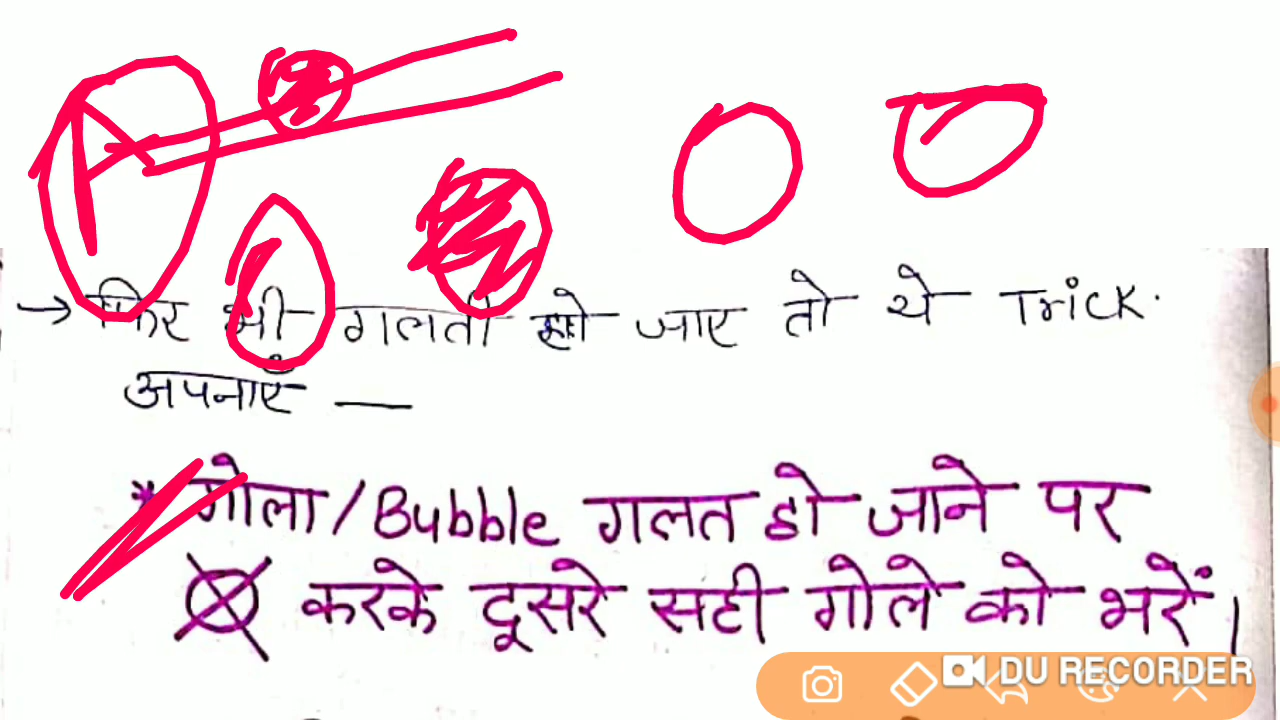 → फिर भी गलती हो जाए तो ये Trick.
अपनाएँ —
* गोला/Bubble गलत हो जाने पर
करके दूसरे सही गोले को भरें।
DU RECORDER